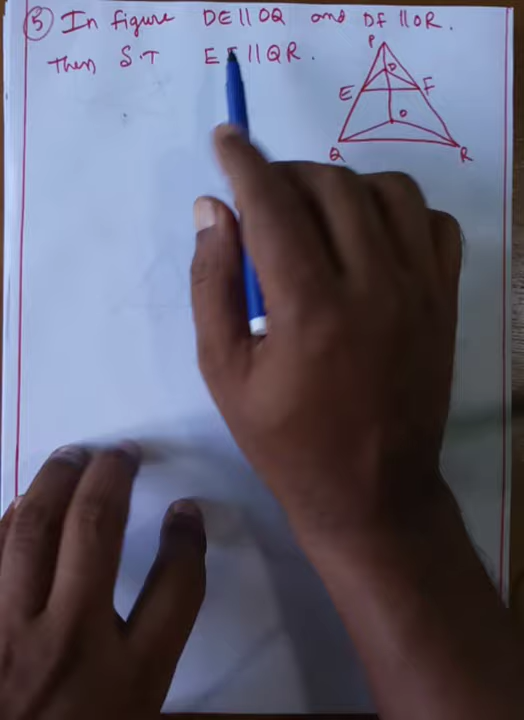 5 In figure DE || OQ and DF || OR.
Then S.T EF || QR.
P
D
E F
O
Q R